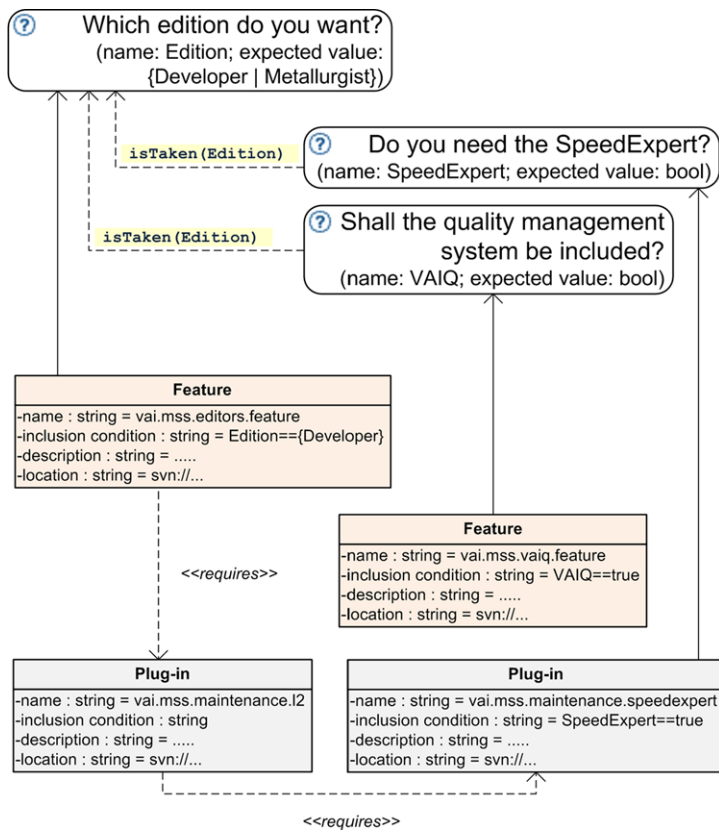 ? Which edition do you want?
(name: Edition; expected value:
{Developer | Metallurgist})
isTaken(Edition)
? Do you need the SpeedExpert?
(name: SpeedExpert; expected value: bool)
isTaken(Edition)
? Shall the quality management
system be included?
(name: VAIQ; expected value: bool)
Feature
-name : string = vai.mss.editors.feature
-inclusion condition : string = Edition=={Developer}
-description : string = .....
-location : string = svn://...
Feature
-name : string = vai.mss.vaiq.feature
-inclusion condition : string = VAIQ==true
-description : string = .....
-location : string = svn://...
<<requires>>
Plug-in
-name : string = vai.mss.maintenance.l2
-inclusion condition : string
-description : string = .....
-location : string = svn://...
Plug-in
-name : string = vai.mss.maintenance.speedexpert
-inclusion condition : string = SpeedExpert==true
-description : string = .....
-location : string = svn://...
<<requires>>